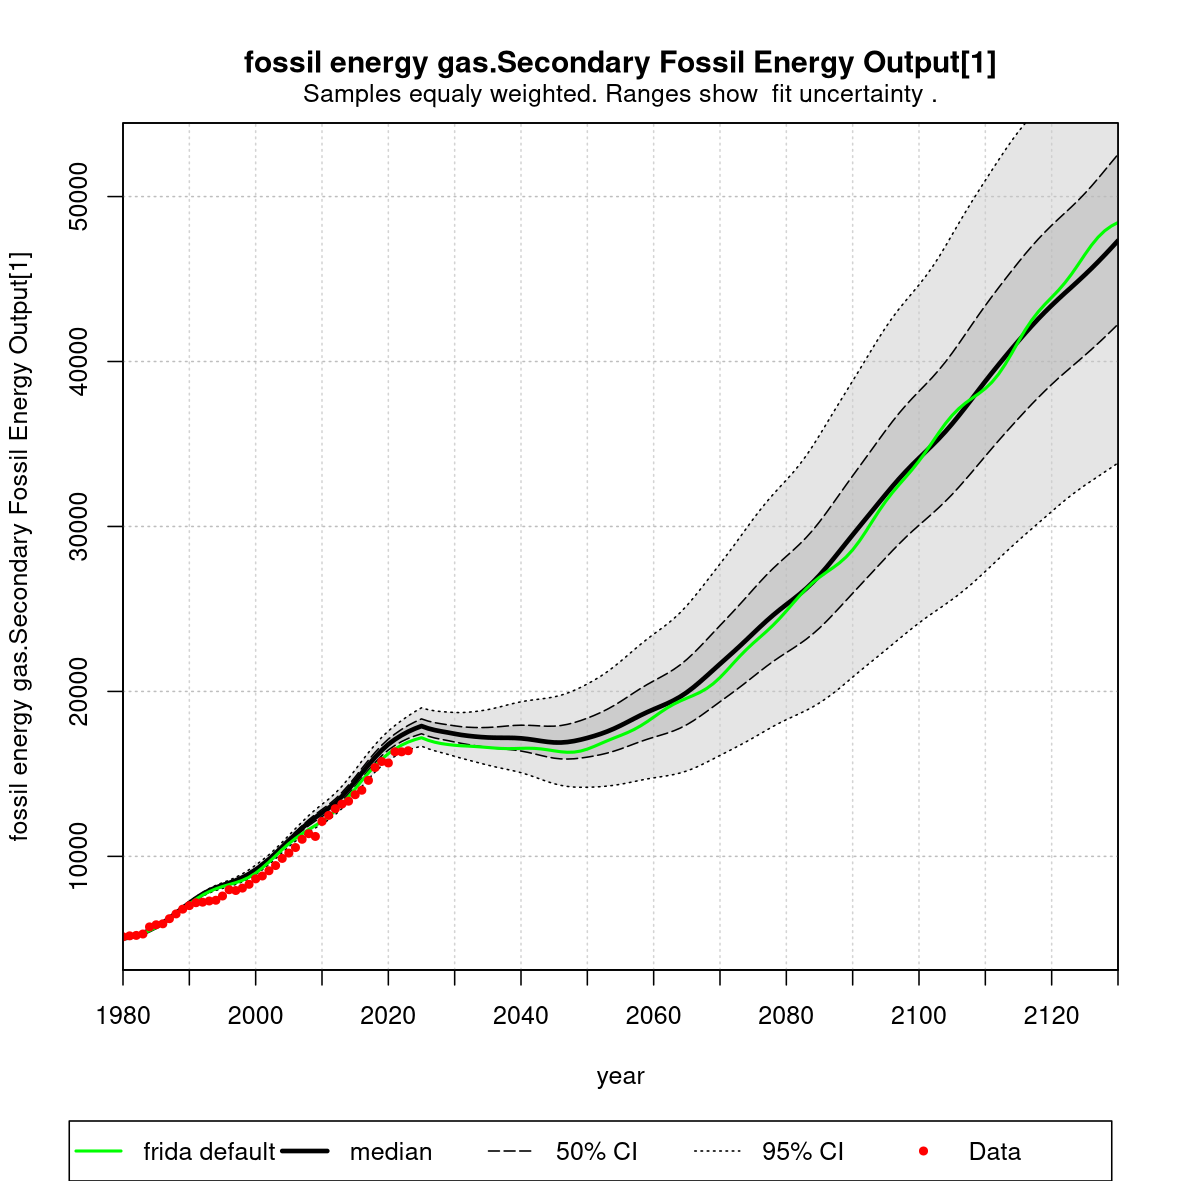 fossil energy gas.Secondary Fossil Energy Output[1]
Samples equaly weighted. Ranges show  fit uncertainty .
fossil energy gas.Secondary Fossil Energy Output[1]
50000
40000
30000
20000
10000
1980 2000 2020 2040 2060 2080 2100 2120
year
frida default median 50% CI 95% CI Data